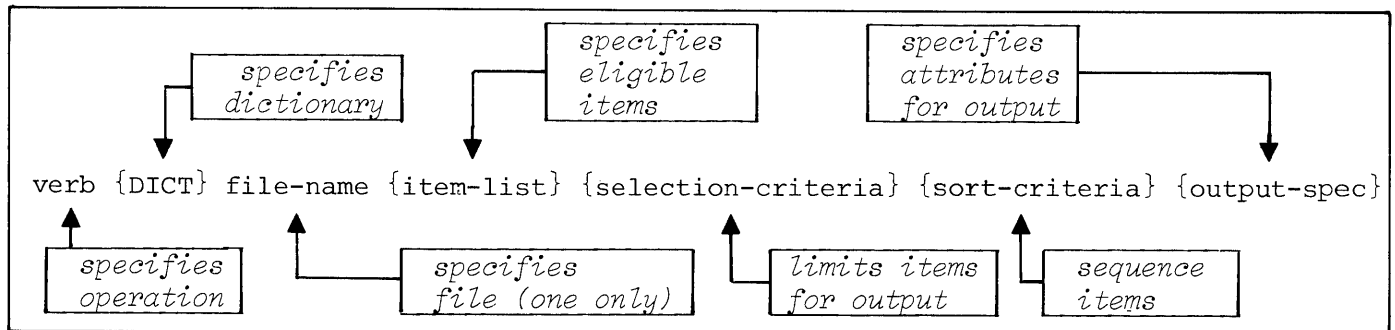 specifies
dictionary
specifies
eligible
items
specifies
attributes
for output
verb {DICT} file-name {item-list} {selection-criteria} {sort-criteria} {output-spec}
specifies
operation
specifies
file (one only)
limits items
for output
sequence
items